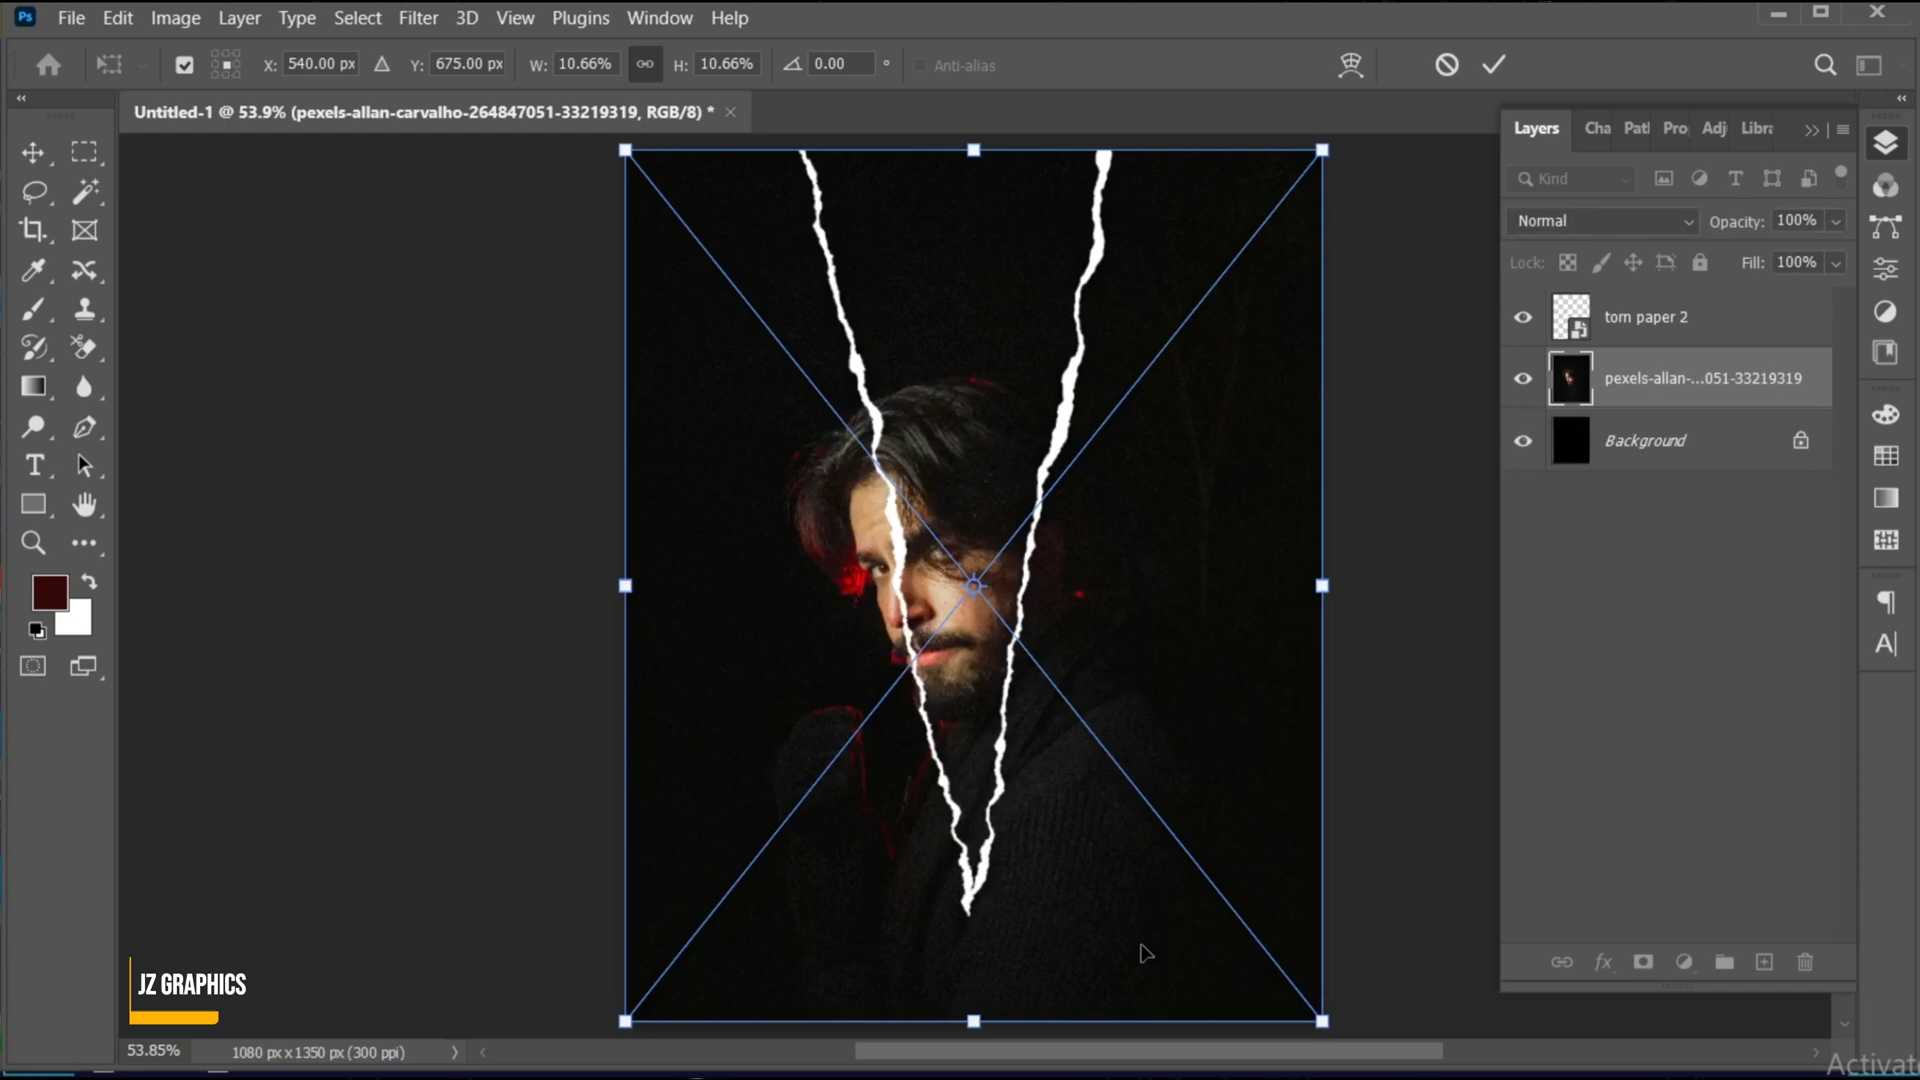 Ps File Edit Image Layer Type Select Filter 3D View Plugins Window Help
X: 540.00 px Y: 675.00 px W: 10.66% H: 10.66% 0.00 ° Anti-alias
Untitled-1 @ 53.9% (pexels-allan-carvalho-264847051-33219319, RGB/8) *
Layers Cha Patl Pro Adj Libra
Kind
Normal Opacity: 100%
Lock: Fill: 100%
tom paper 2
pexels-allan-...051-33219319
Background
JZ GRAPHICS
53.85% 1080 px x 1350 px (300 ppi)
Activat